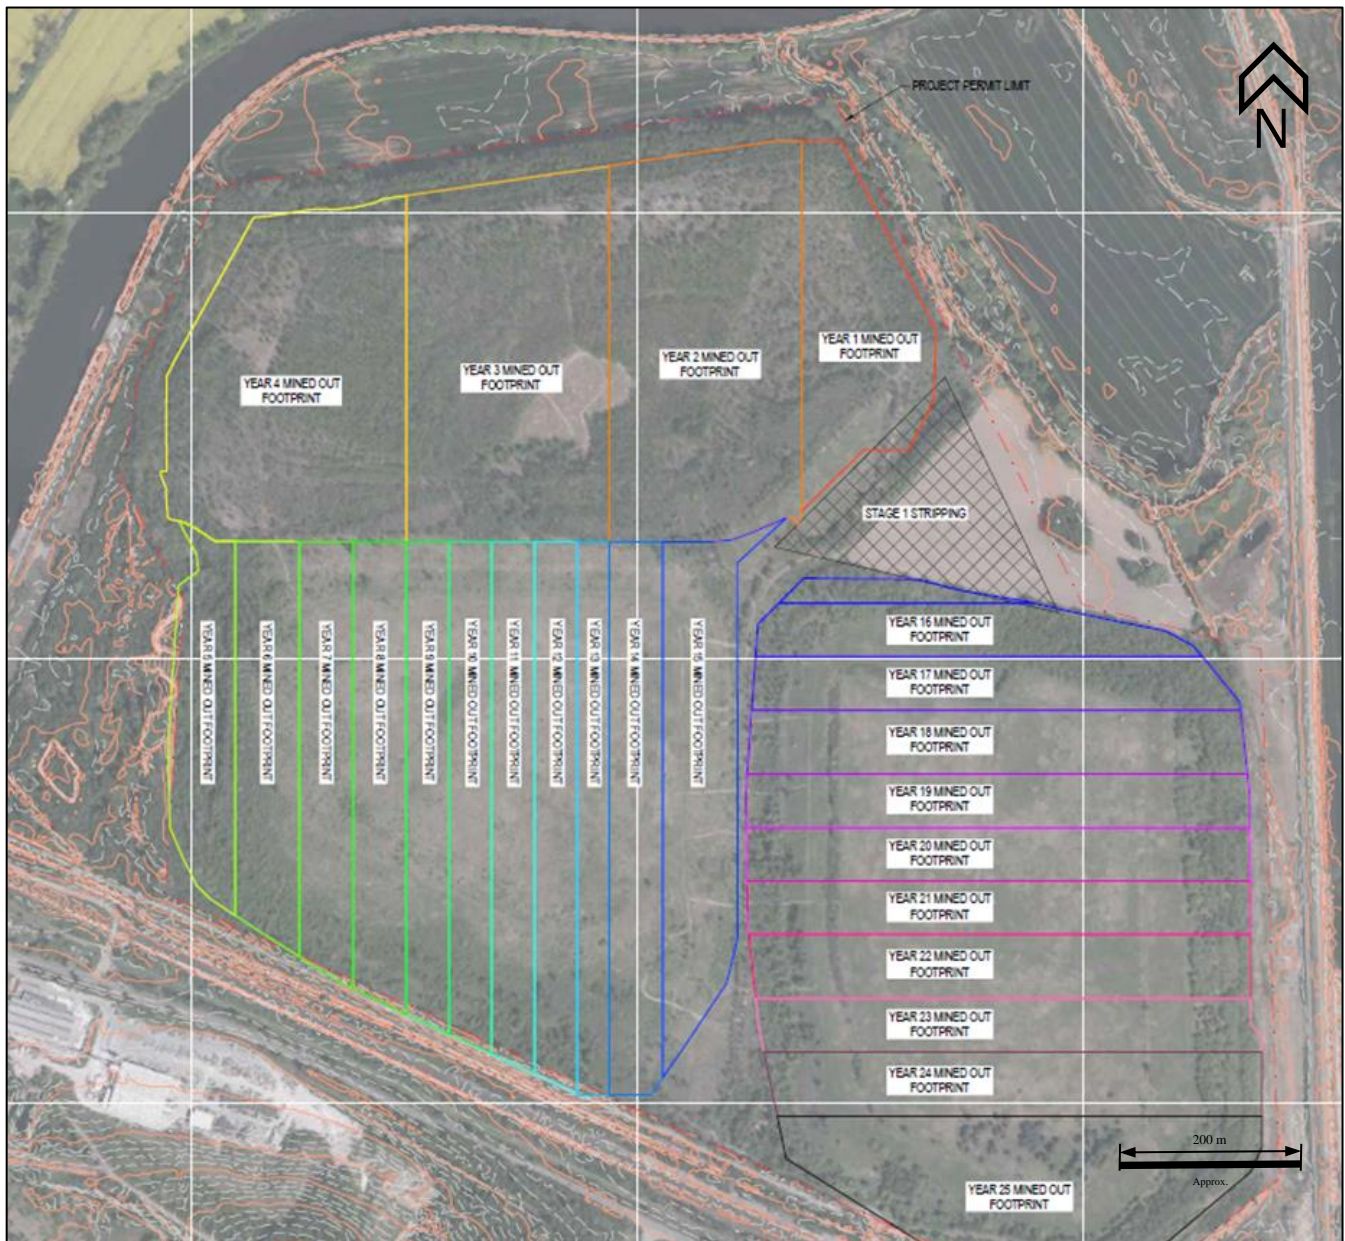 PROJECT PERMIT LIMIT
N
YEAR 1 MINED OUT
FOOTPRINT
YEAR 2 MINED OUT
FOOTPRINT
YEAR 3 MINED OUT
FOOTPRINT
YEAR 4 MINED OUT
FOOTPRINT
STAGE 1 STRIPPING
YEAR 5 MINED OUT FOOTPRINT
YEAR 6 MINED OUT FOOTPRINT
YEAR 7 MINED OUT FOOTPRINT
YEAR 8 MINED OUT FOOTPRINT
YEAR 9 MINED OUT FOOTPRINT
YEAR 10 MINED OUT FOOTPRINT
YEAR 11 MINED OUT FOOTPRINT
YEAR 12 MINED OUT FOOTPRINT
YEAR 13 MINED OUT FOOTPRINT
YEAR 14 MINED OUT FOOTPRINT
YEAR 15 MINED OUT FOOTPRINT
YEAR 16 MINED OUT
FOOTPRINT
YEAR 17 MINED OUT
FOOTPRINT
YEAR 18 MINED OUT
FOOTPRINT
YEAR 19 MINED OUT
FOOTPRINT
YEAR 20 MINED OUT
FOOTPRINT
YEAR 21 MINED OUT
FOOTPRINT
YEAR 22 MINED OUT
FOOTPRINT
YEAR 23 MINED OUT
FOOTPRINT
YEAR 24 MINED OUT
FOOTPRINT
YEAR 25 MINED OUT
FOOTPRINT
200 m
Approx.